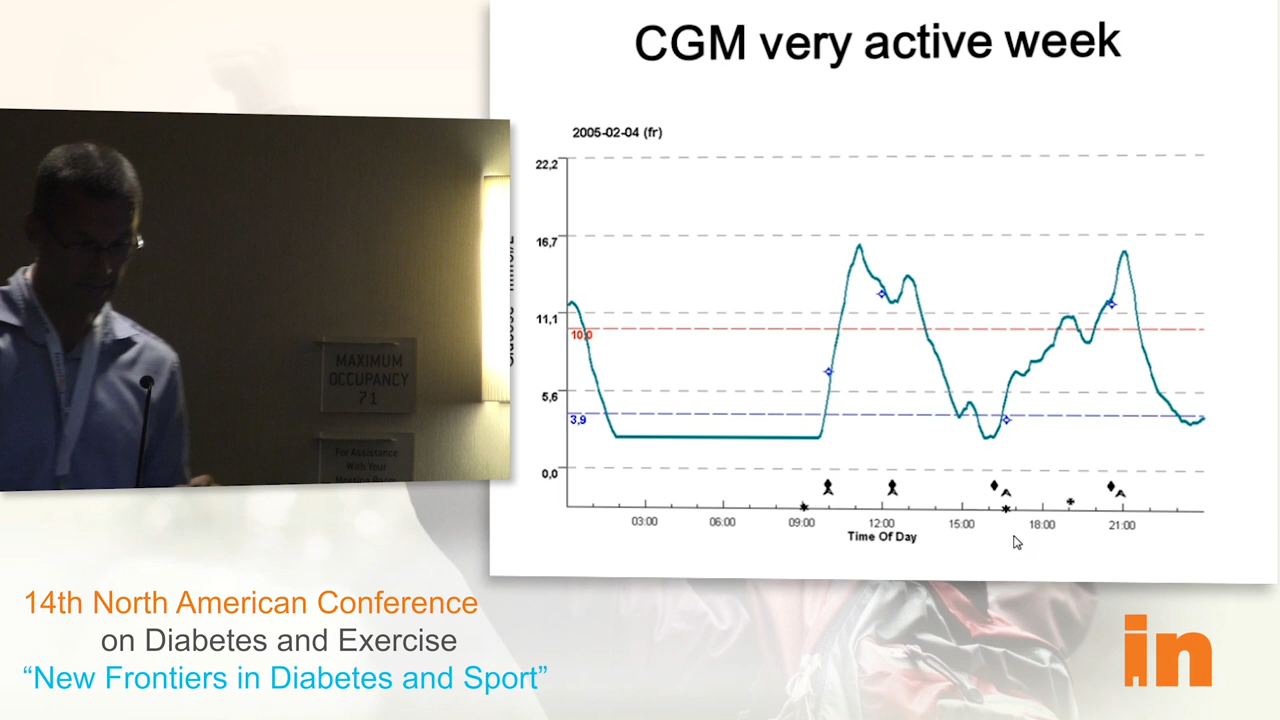 CGM very active week
2005-02-04 (fr)
22,2
16,7
11,1
10,0
5,6
3,9
0,0
03:00 06:00 09:00 12:00 15:00 18:00 21:00
Time Of Day
MAXIMUM
OCCUPANCY
71
For Assistance
With Your
14th North American Conference
on Diabetes and Exercise
“New Frontiers in Diabetes and Sport”
in